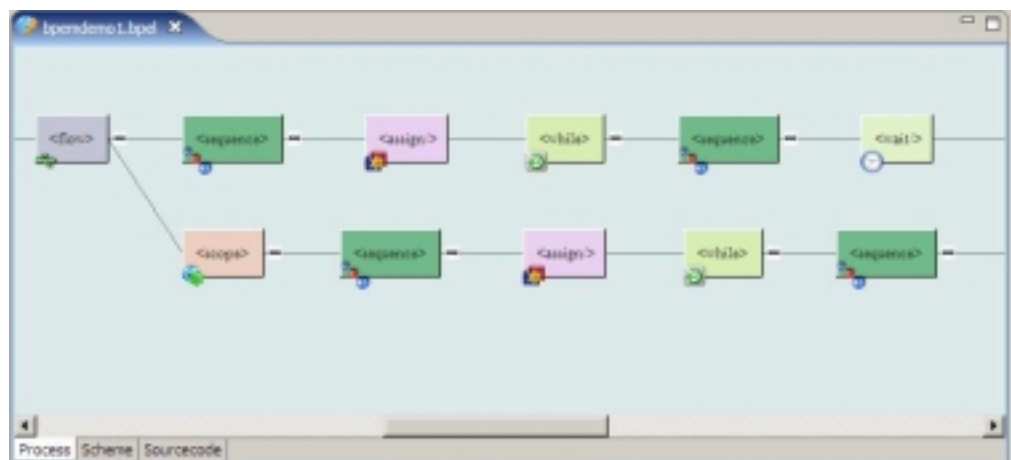 bpemdemo1.bpel
<flow> <sequence> <assign/> <while> <sequence> <wait/>
<scope> <sequence> <assign/> <while> <sequence>
Process Scheme Sourcecode